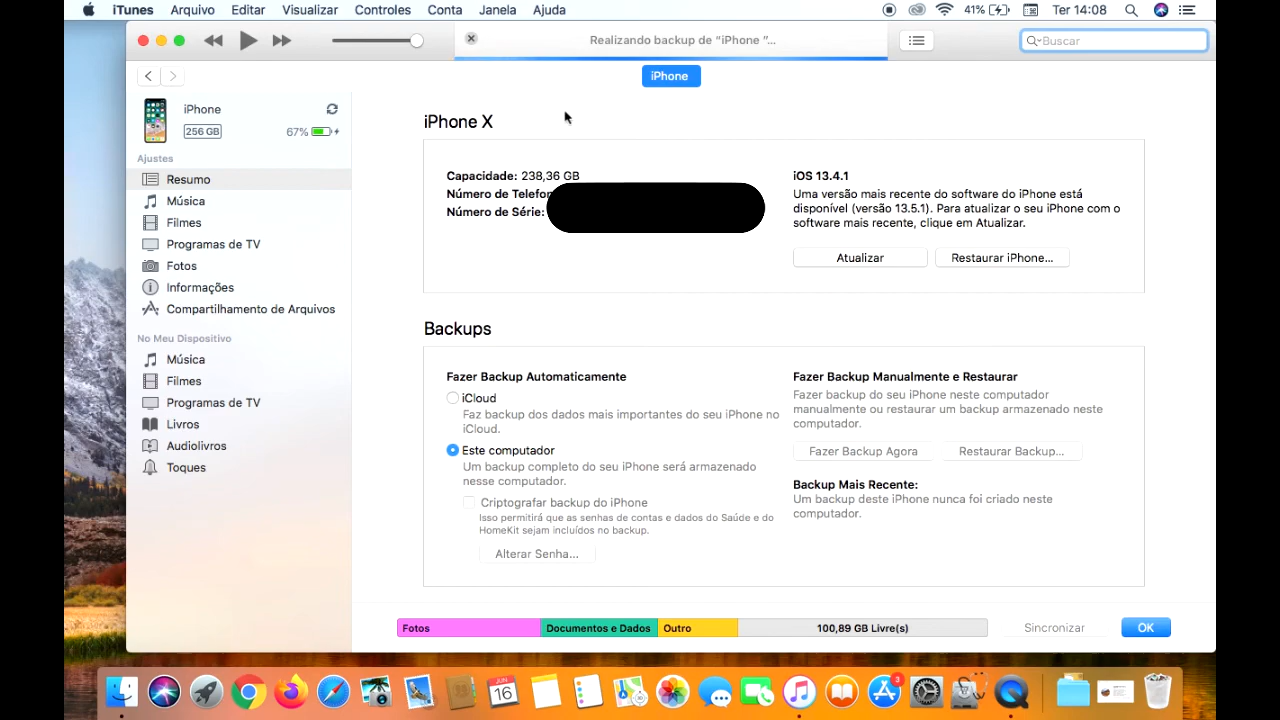 iTunes Arquivo Editar Visualizar Controles Conta Janela Ajuda 41% Ter 14:08
Realizando backup de “iPhone ”...
Buscar
iPhone
iPhone
256 GB 67%
Ajustes
Resumo
Música
Filmes
Programas de TV
Fotos
Informações
Compartilhamento de Arquivos
No Meu Dispositivo
Música
Filmes
Programas de TV
Livros
Audiolivros
Toques
iPhone X
Capacidade: 238,36 GB
Número de Telefon
Número de Série:
iOS 13.4.1
Uma versão mais recente do software do iPhone está
disponível (versão 13.5.1). Para atualizar o seu iPhone com o
software mais recente, clique em Atualizar.
Atualizar Restaurar iPhone...
Backups
Fazer Backup Automaticamente
iCloud
Faz backup dos dados mais importantes do seu iPhone no
iCloud.
Este computador
Um backup completo do seu iPhone será armazenado
nesse computador.
Criptografar backup do iPhone
Isso permitirá que as senhas de contas e dados do Saúde e do
HomeKit sejam incluídos no backup.
Alterar Senha...
Fazer Backup Manualmente e Restaurar
Fazer backup do seu iPhone neste computador
manualmente ou restaurar um backup armazenado neste
computador.
Fazer Backup Agora Restaurar Backup...
Backup Mais Recente:
Um backup deste iPhone nunca foi criado neste
computador.
Fotos Documentos e Dados Outro 100,89 GB Livre(s) Sincronizar OK
JUN
16
3